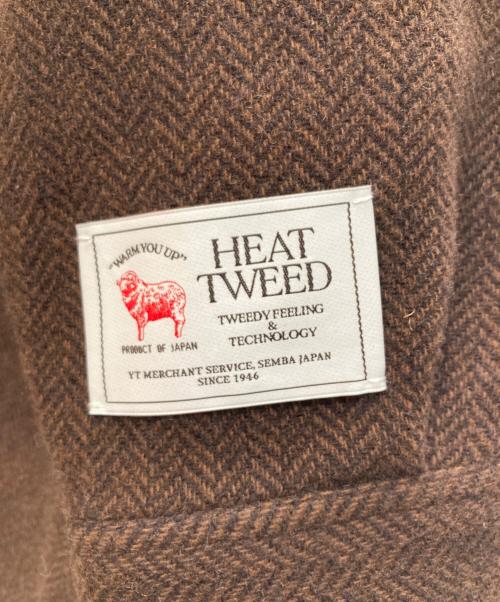 "WARM YOU UP"
PRODUCT OF JAPAN
HEAT
TWEED
TWEEDY FEELING
&
TECHNOLOGY
YT MERCHANT SERVICE, SEMBA JAPAN
SINCE 1946